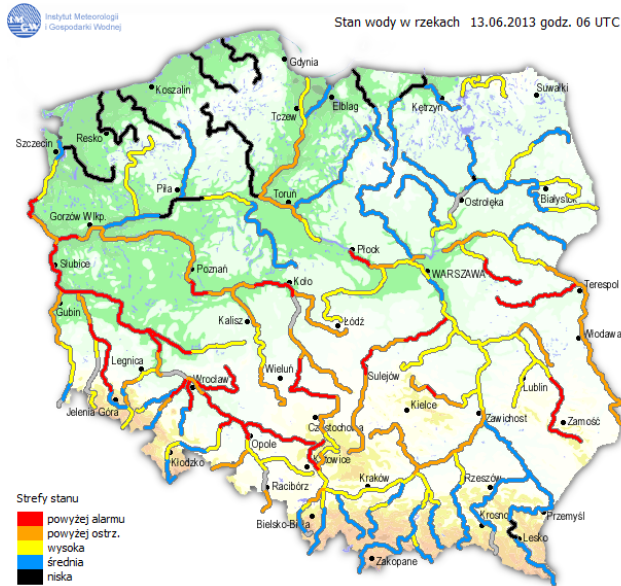 Instytut Meteorologii
i Gospodarki Wodnej
IMGW
Stan wody w rzekach 13.06.2013 godz. 06 UTC
Gdynia
Koszalin
Suwałki
Tczew
Elbląg
Kętrzyn
Resko
Szczecin
Piła
Toruń
Ostrołęka
Białystok
Gorzów Wlkp.
Płock
Słubice
Poznań
WARSZAWA
Koło
Terespol
Gubin
Kalisz
Łódź
Włodawa
Legnica
Wrocław
Wieluń
Sulejów
Lublin
Jelenia Góra
Kielce
Zawichost
Zamość
Częstochowa
Opole
Kłodzko
Katowice
Racibórz
Kraków
Rzeszów
Bielsko-Biała
Krosno
Przemyśl
Lesko
Zakopane
Strefy stanu
powyżej alarmu
powyżej ostrz.
wysoka
średnia
niska